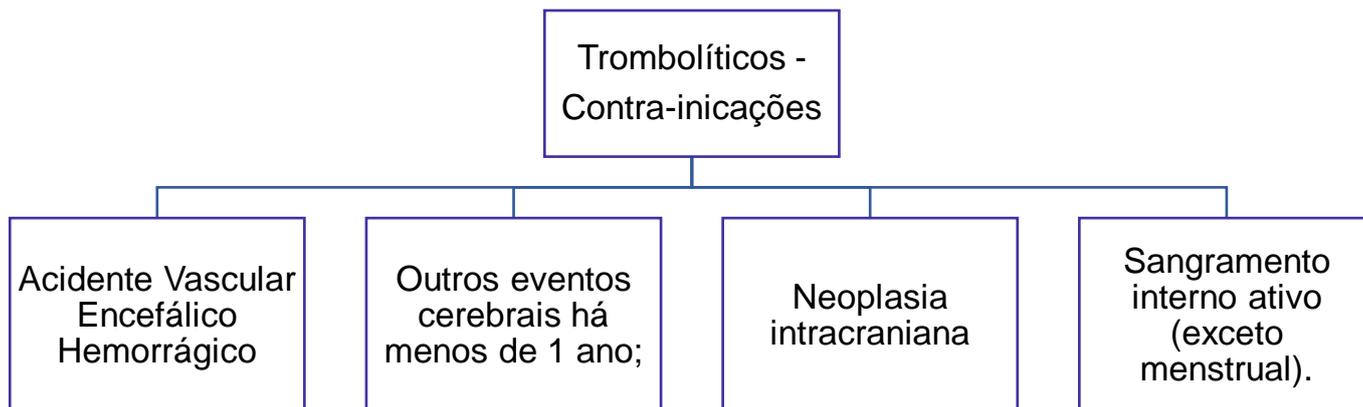 Trombolíticos -
Contra-inicações
Acidente Vascular
Encefálico
Hemorrágico
Outros eventos
cerebrais há
menos de 1 ano;
Neoplasia
intracraniana
Sangramento
interno ativo
(exceto
menstrual).